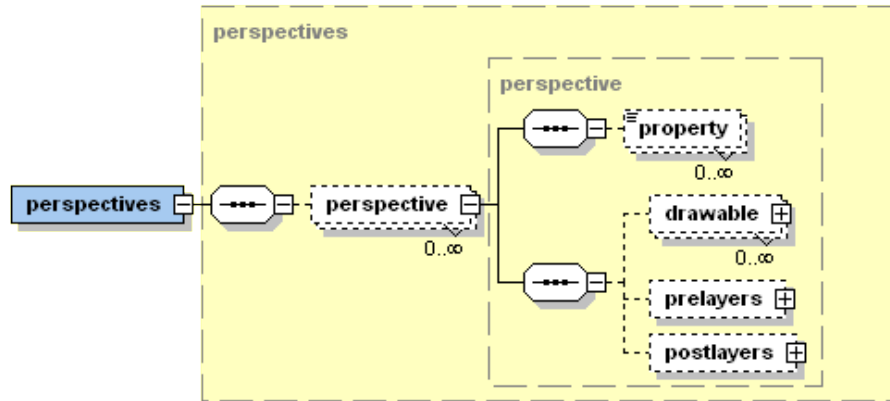 perspectives
perspective
property
0..∞
perspectives
perspective
0..∞
drawable
0..∞
prelayers
postlayers